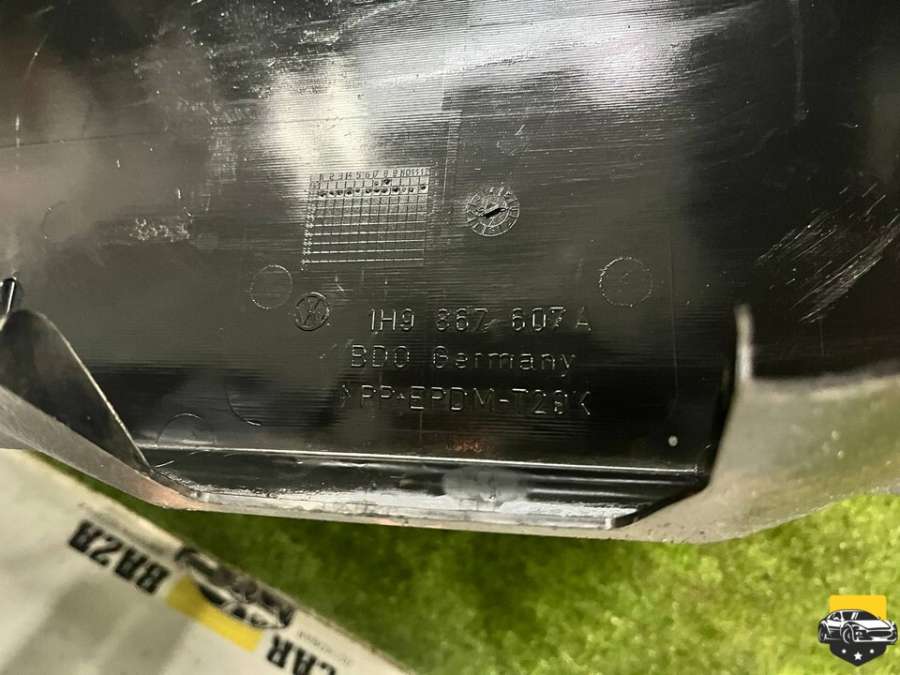 1H9 867 607 A
BDO Germany
PP+EPDM-T20K
CAR
BAZA